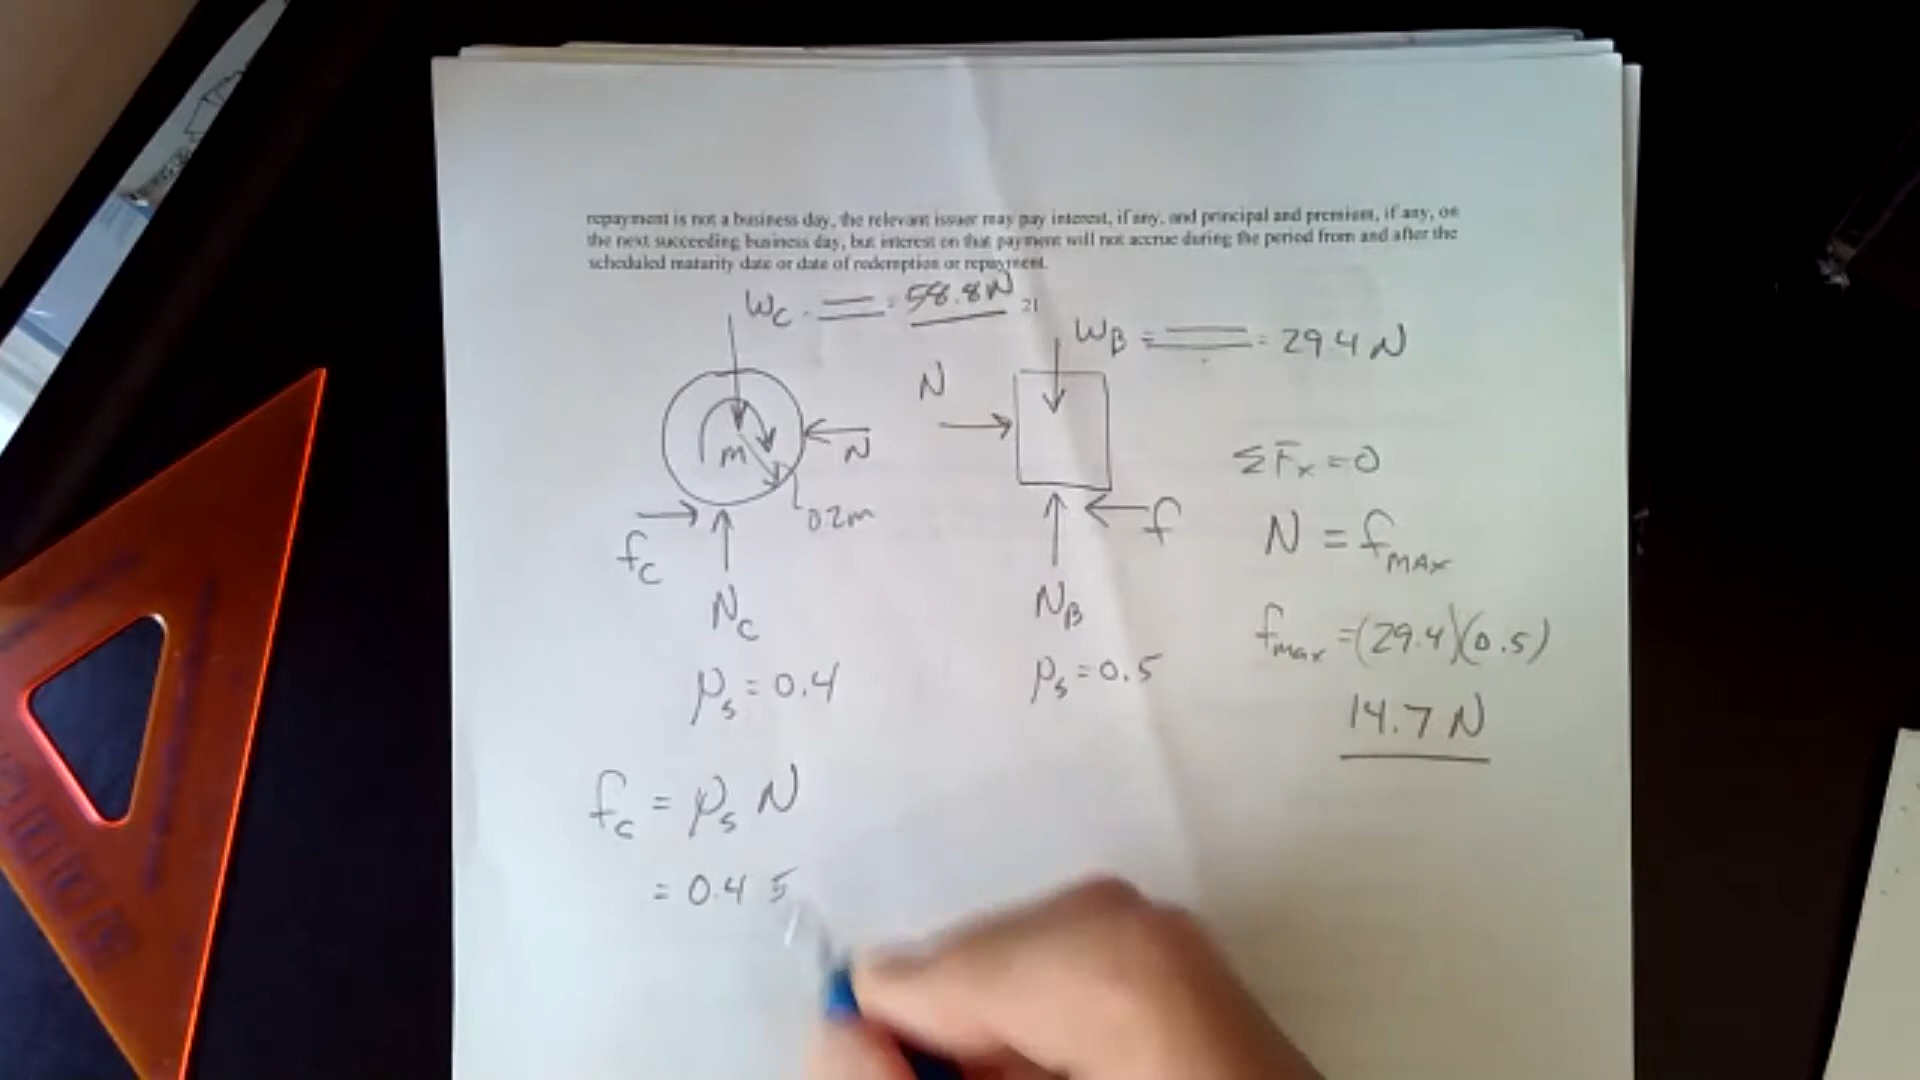 repayment is not a business day, the relevant issuer may pay interest, if any, and principal and premium, if any, on
the next succeeding business day, but interest on that payment will not accrue during the period from and after the
scheduled maturity date or date of redemption or repayment.
21
W_C = 58.8 N
W_B = 29.4 N
N
m
N
0.2m
f_C
N_C
μ_s = 0.4
f
N_B
μ_s = 0.5
ΣF_x = 0
N = f_MAX
f_max = (29.4)(0.5)
14.7 N
f_c = μ_s N
= 0.4 5